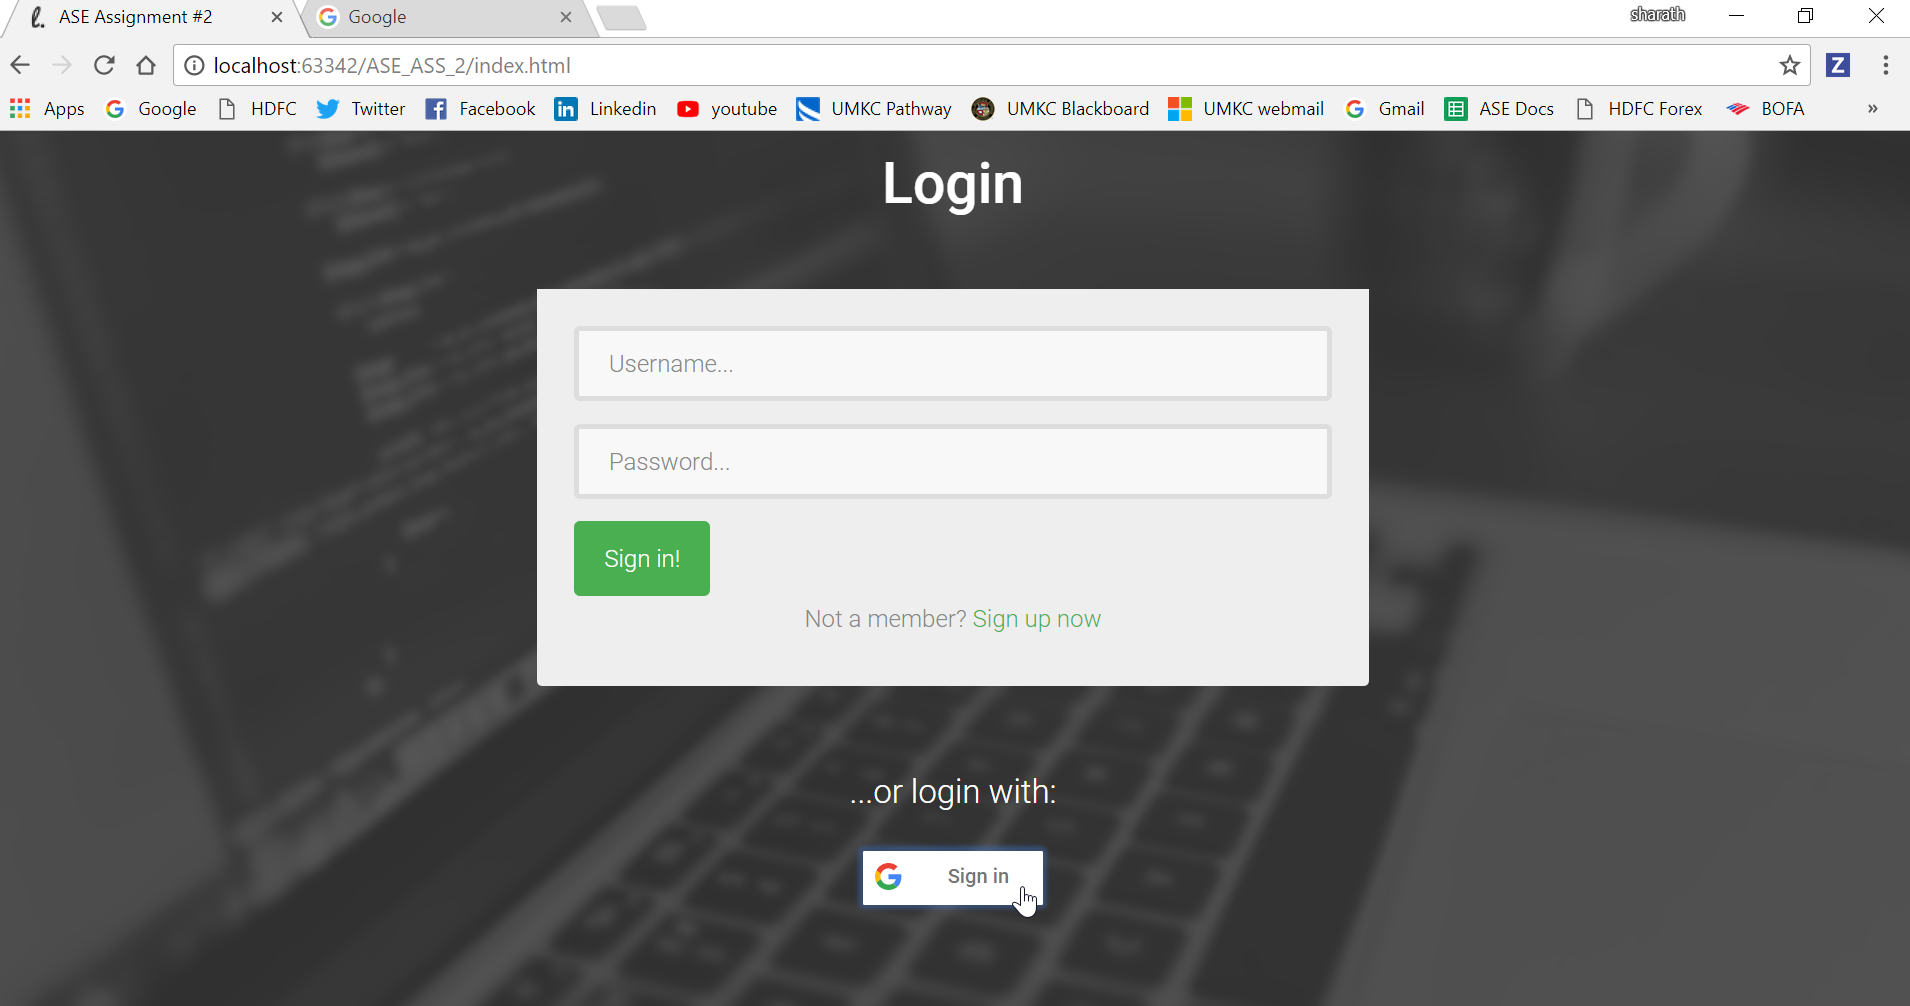 ASE Assignment #2
Google
sharath
localhost:63342/ASE_ASS_2/index.html
Apps Google HDFC Twitter Facebook Linkedin youtube UMKC Pathway UMKC Blackboard UMKC webmail Gmail ASE Docs HDFC Forex BOFA »
Login
Username...
Password...
Sign in!
Not a member? Sign up now
...or login with:
Sign in